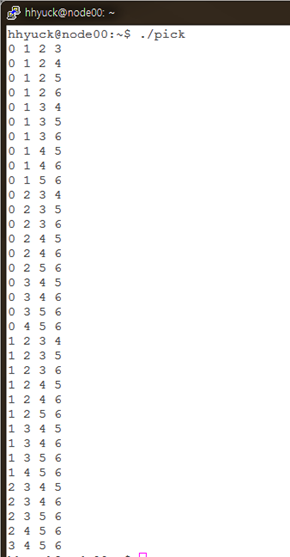 hhyuck@node00: ~
hhyuck@node00:~$ ./pick
0 1 2 3
0 1 2 4
0 1 2 5
0 1 2 6
0 1 3 4
0 1 3 5
0 1 3 6
0 1 4 5
0 1 4 6
0 1 5 6
0 2 3 4
0 2 3 5
0 2 3 6
0 2 4 5
0 2 4 6
0 2 5 6
0 3 4 5
0 3 4 6
0 3 5 6
0 4 5 6
1 2 3 4
1 2 3 5
1 2 3 6
1 2 4 5
1 2 4 6
1 2 5 6
1 3 4 5
1 3 4 6
1 3 5 6
1 4 5 6
2 3 4 5
2 3 4 6
2 3 5 6
2 4 5 6
3 4 5 6